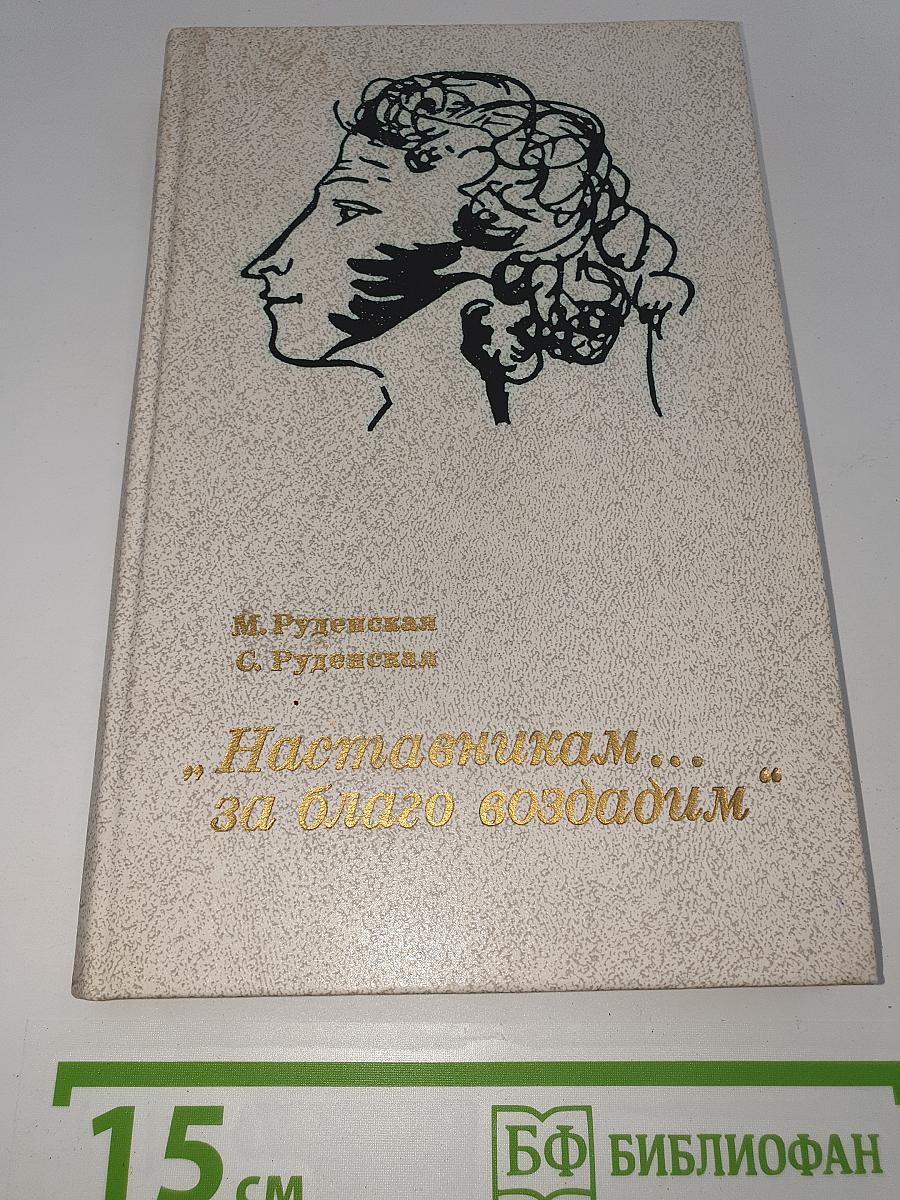 М. Руденская
С. Руденская
„Наставникам...
за благо воздадим“
15 см
БФ БИБЛИОФАН